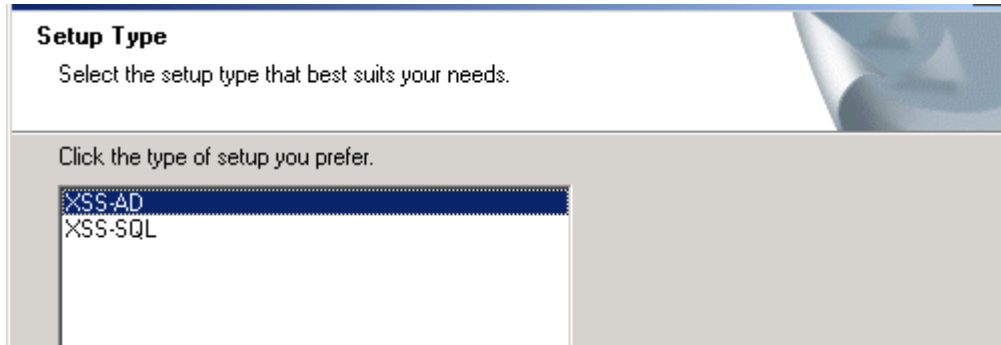 Setup Type
Select the setup type that best suits your needs.
Click the type of setup you prefer.
XSS-AD
XSS-SQL